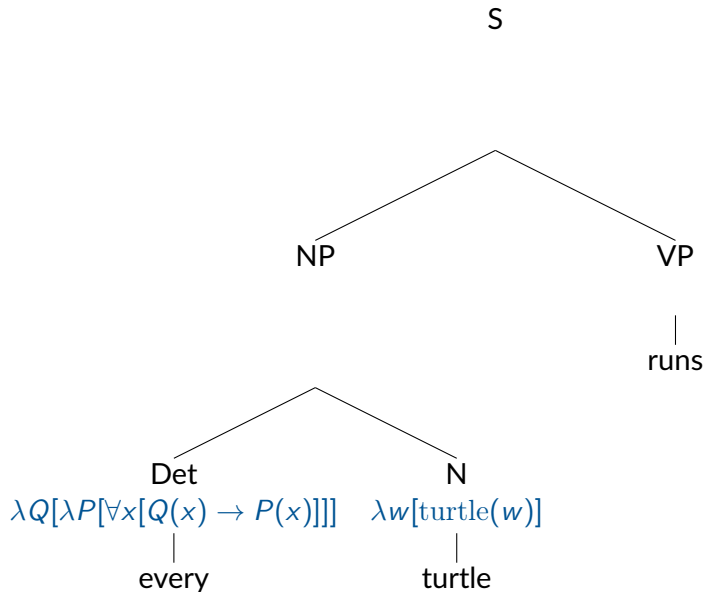 S
NP VP
runs
Det N
λQ[λP[∀x[Q(x) → P(x)]]] λw[turtle(w)]
every turtle